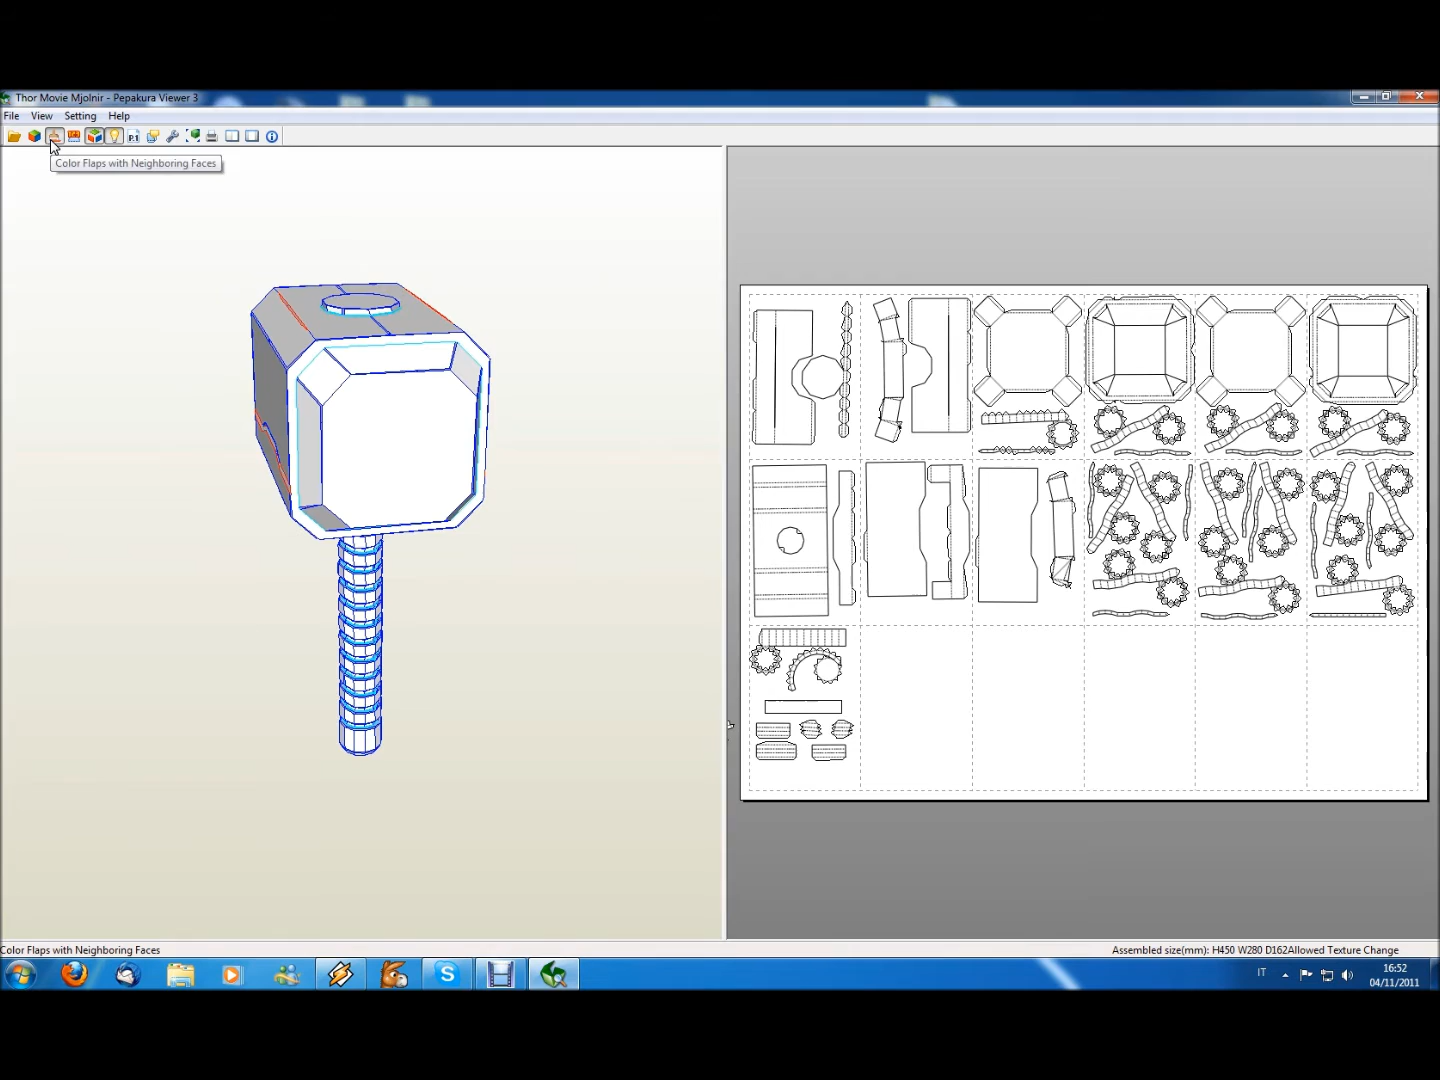 Thor Movie Mjolnir - Pepakura Viewer 3
File View Setting Help
P.1
Color Flaps with Neighboring Faces
Color Flaps with Neighboring Faces
Assembled size(mm): H450 W280 D162Allowed Texture Change
IT
16:52
04/11/2011